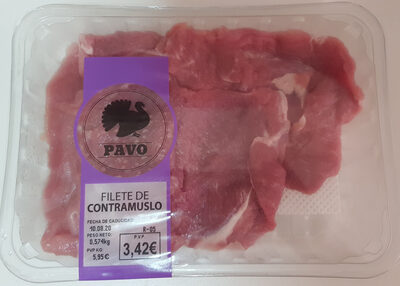 PAVO
FILETE DE
CONTRAMUSLO
FECHA DE CADUCIDAD
10.08.20 R-05
PESO NETO:
0,574kg
PVP KG
5,95€
P.V.P
3,42€